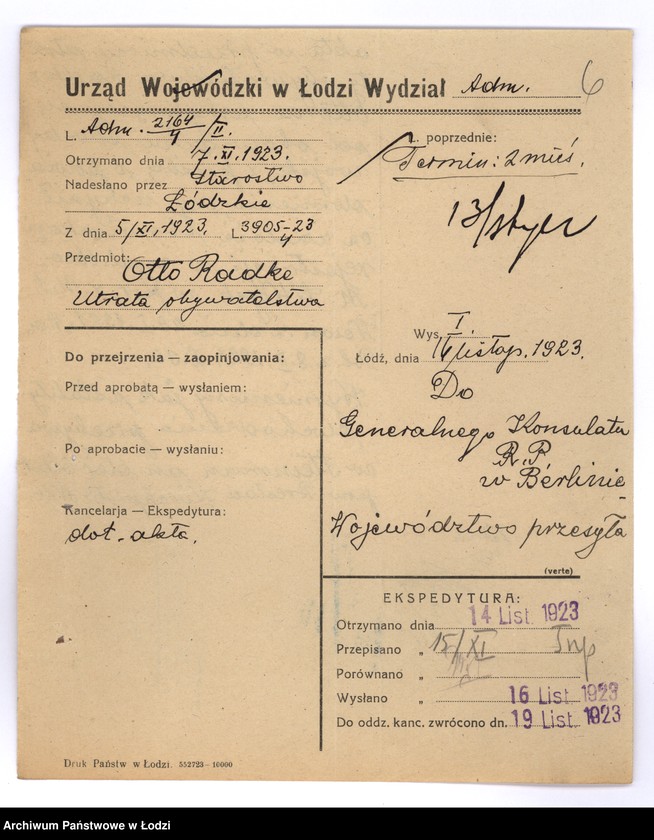 Urząd Wojewódzki w Łodzi Wydział Adm.
6
L. Adm. 2164/4 /II.
Otrzymano dnia 7.XI.1923.
Nadesłano przez Starostwo
Łódzkie
Z dnia 5/XI, 1923. L. 3905-23/4
Przedmiot:
Otto Radke
Utrata obywatelstwa
L. poprzednie:
Termin: 2 mieś.
13/stycz
Do przejrzenia — zaopinjowania:
Przed aprobatą — wysłaniem:
Po aprobacie — wysłaniu:
Kancelarja — Ekspedytura:
dot. akta.
Wys. I.
Łódź, dnia listop. 1923.
Do
Generalnego Konsulatu
R.P.
w Berlinie
Województwo przesyła
(verte)
EKSPEDYTURA:
Otrzymano dnia 14 List. 1923
Przepisano „ 15/XI
Porównano „
Wysłano „ 16 List. 1923
Do oddz. kanc. zwrócono dn. 19 List. 1923
Druk Państw w Łodzi. 552723—10000
Archiwum Państwowe w Łodzi